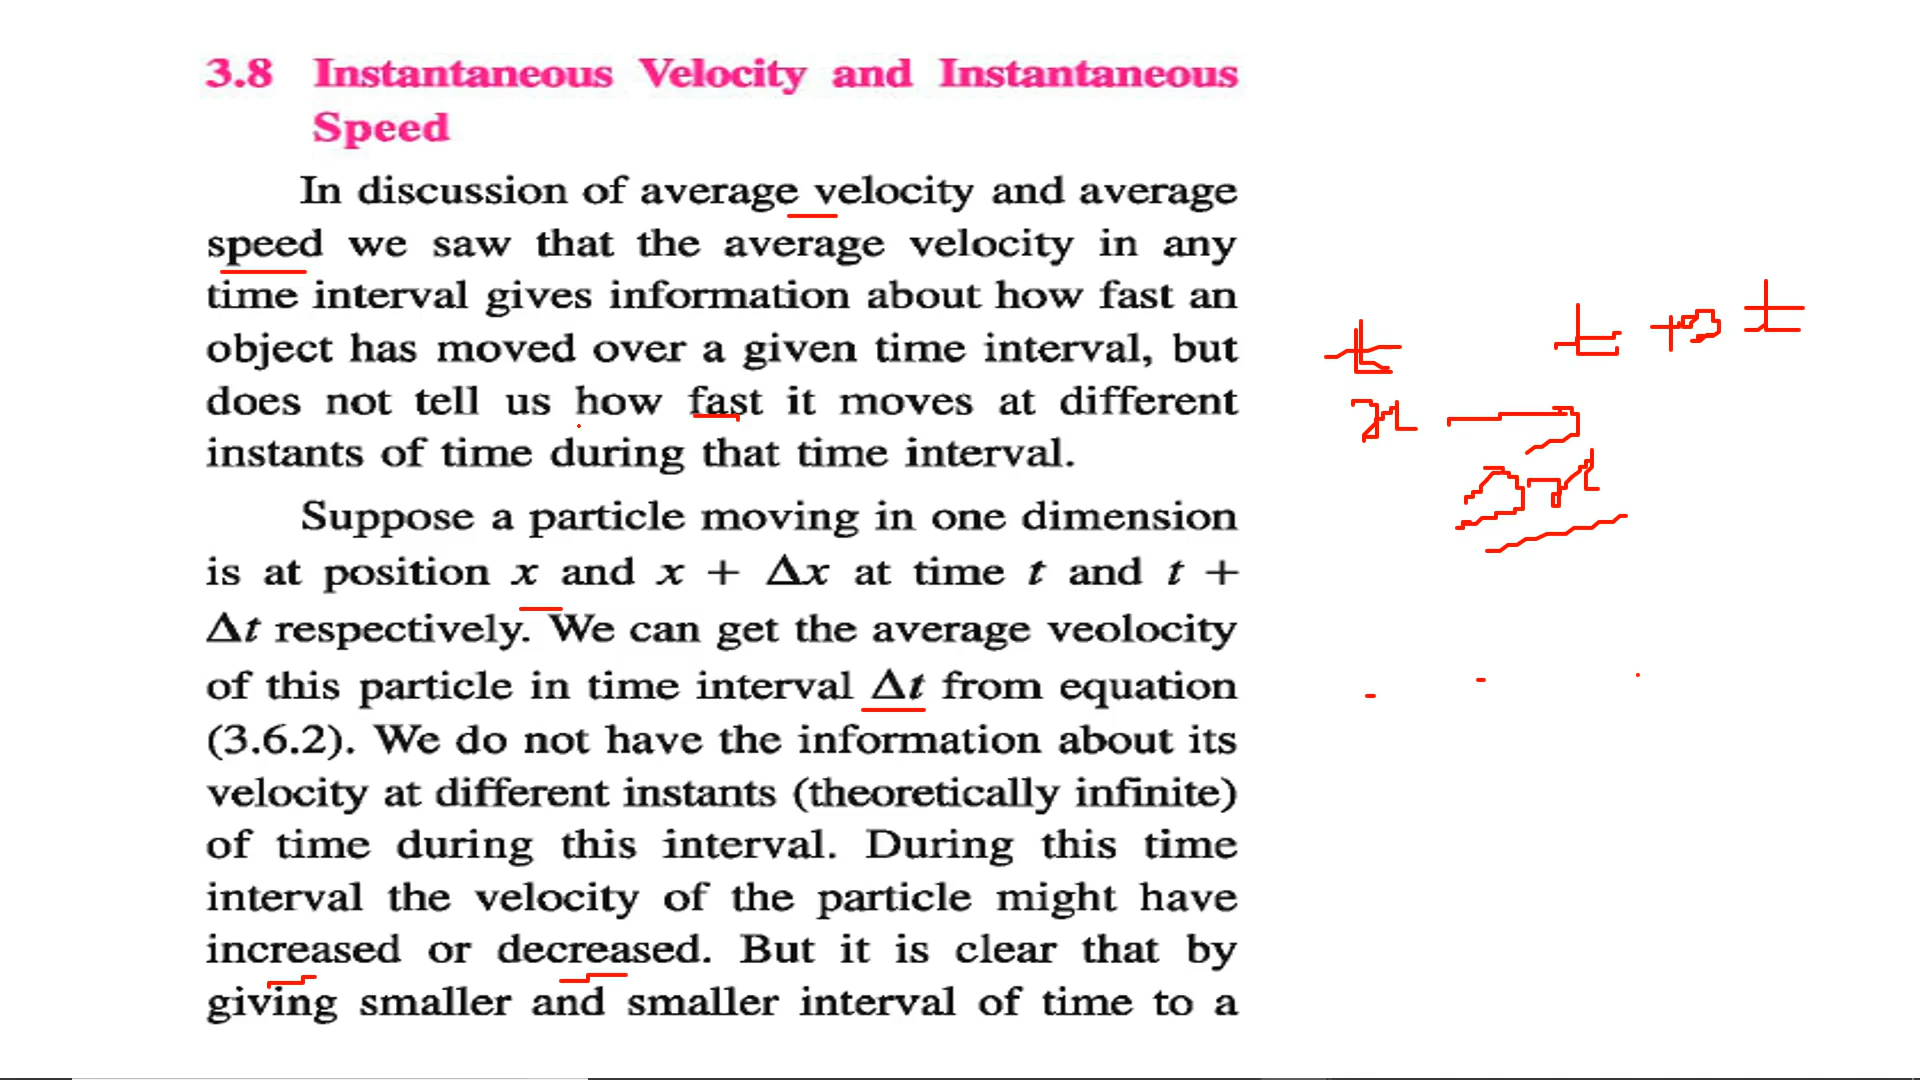 3.8 Instantaneous Velocity and Instantaneous
Speed
In discussion of average velocity and average
speed we saw that the average velocity in any
time interval gives information about how fast an
object has moved over a given time interval, but
does not tell us how fast it moves at different
instants of time during that time interval.
Suppose a particle moving in one dimension
is at position x and x + Δx at time t and t +
Δt respectively. We can get the average veolocity
of this particle in time interval Δt from equation
(3.6.2). We do not have the information about its
velocity at different instants (theoretically infinite)
of time during this interval. During this time
interval the velocity of the particle might have
increased or decreased. But it is clear that by
giving smaller and smaller interval of time to a
t
t + Δt
x